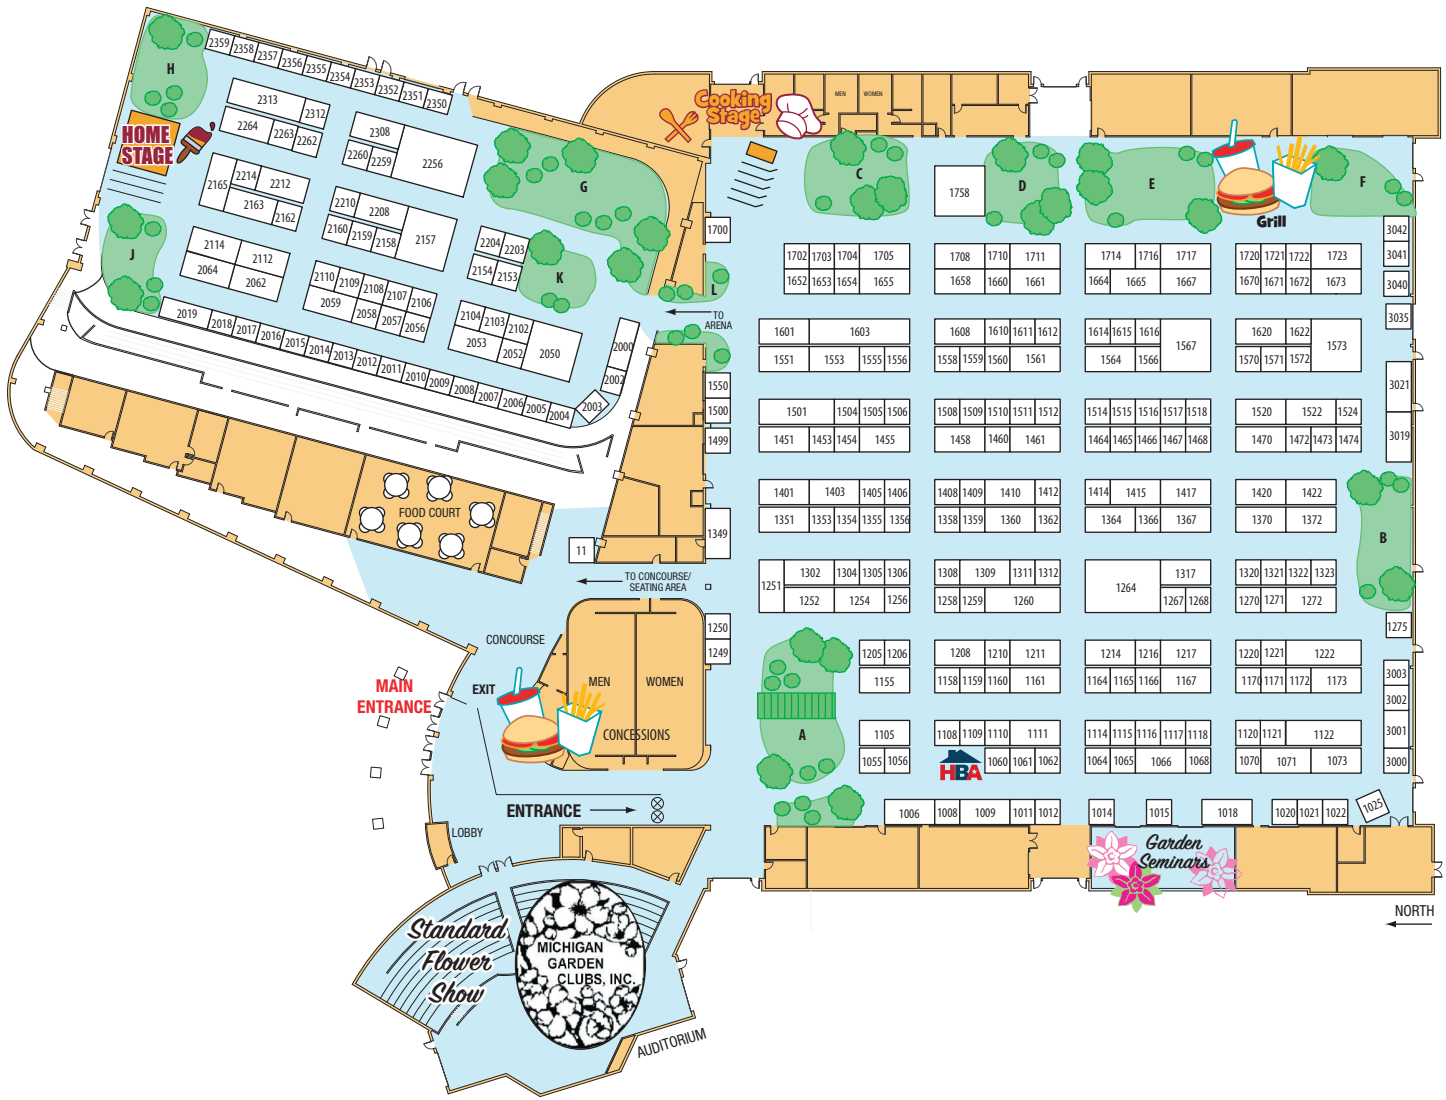 2359 2358 2357 2356 2355 2354 2353 2352 2351 2350
H
HOME
STAGE
2313 2312
2264 2263 2262
2308
2260 2259 2256
2214 2212
2165 2163 2162
2210 2208
2160 2159 2158 2157
2204 2203
2154 2153
G
K
J
L
2114 2112
2064 2062
2110 2109 2108 2107 2106
2059 2058 2057 2056
2104 2103 2102
2053 2052 2050
2019 2018 2017 2016 2015 2014 2013 2012 2011 2010 2009 2008 2007 2006 2005 2004
2003
2002
2000
TO
ARENA
Cooking
Stage
MEN WOMEN
C
D
E
F
Grill
1758
1700
3042
3041
3040
3035
3021
3019
1702 1703 1704 1705 1708 1710 1711 1714 1716 1717 1720 1721 1722 1723
1652 1653 1654 1655 1658 1660 1661 1664 1665 1667 1670 1671 1672 1673
1601 1603 1608 1610 1611 1612 1614 1615 1616 1567 1620 1622 1573
1551 1553 1555 1556 1558 1559 1560 1561 1564 1566 1570 1571 1572
1550
1500
1499
1501 1504 1505 1506 1508 1509 1510 1511 1512 1514 1515 1516 1517 1518 1520 1522 1524
1451 1453 1454 1455 1458 1460 1461 1464 1465 1466 1467 1468 1470 1472 1473 1474
1401 1403 1405 1406 1408 1409 1410 1412 1414 1415 1417 1420 1422
1351 1353 1354 1355 1356 1358 1359 1360 1362 1364 1366 1367 1370 1372
1349
B
FOOD COURT
11
TO CONCOURSE/
SEATING AREA
1251 1302 1304 1305 1306 1308 1309 1311 1312 1264 1317 1320 1321 1322 1323
1252 1254 1256 1258 1259 1260 1267 1268 1270 1271 1272
1250
1249
1275
1205 1206 1208 1210 1211 1214 1216 1217 1220 1221 1222
1155 1158 1159 1160 1161 1164 1165 1166 1167 1170 1171 1172 1173
3003
3002
3001
3000
A
1105 1108 1109 1110 1111 1114 1115 1116 1117 1118 1120 1121 1122
1055 1056 HBA 1060 1061 1062 1064 1065 1066 1068 1070 1071 1073
1006 1008 1009 1011 1012 1014 1015 1018 1020 1021 1022 1025
CONCOURSE
MAIN
ENTRANCE
EXIT
MEN WOMEN
CONCESSIONS
ENTRANCE
LOBBY
Garden
Seminars
NORTH
Standard
Flower
Show
MICHIGAN
GARDEN
CLUBS, INC.
AUDITORIUM